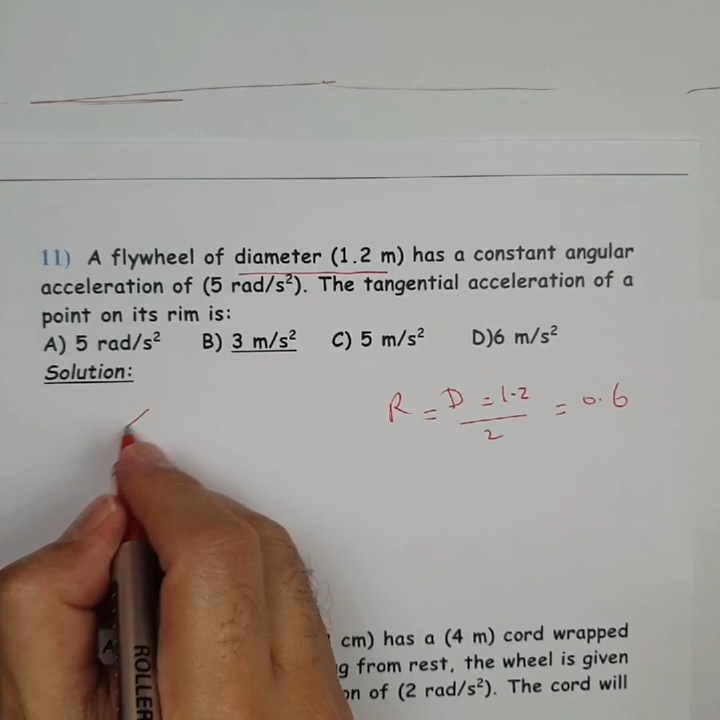 11) A flywheel of diameter (1.2 m) has a constant angular
acceleration of (5 rad/s²). The tangential acceleration of a
point on its rim is:
A) 5 rad/s² B) 3 m/s² C) 5 m/s² D)6 m/s²
Solution:
R = D = 1.2 / 2 = 0.6
cm) has a (4 m) cord wrapped
g from rest, the wheel is given
on of (2 rad/s²). The cord will
A ROLLER